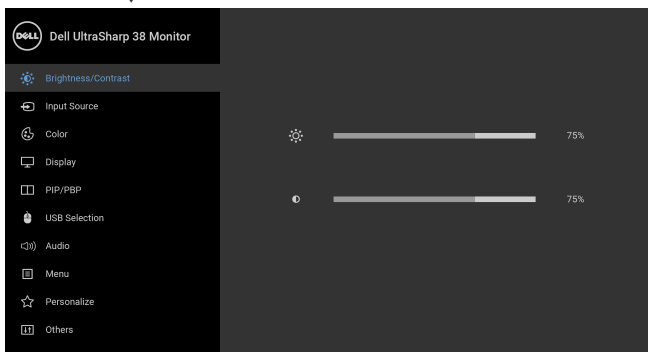 DELL Dell UltraSharp 38 Monitor
Brightness/Contrast
Input Source
Color
75%
Display
PIP/PBP
75%
USB Selection
Audio
Menu
Personalize
Others